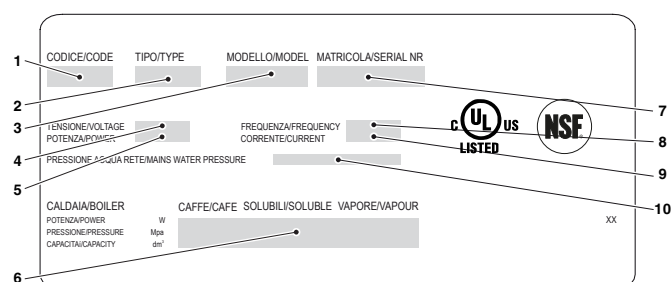 CODICE/CODE TIPO/TYPE MODELLO/MODEL MATRICOLA/SERIAL NR
1
2
3
7
TENSIONE/VOLTAGE FREQUENZA/FREQUENCY
POTENZA/POWER CORRENTE/CURRENT
C UL US LISTED
NSF
8
4
9
PRESSIONE ACQUA RETE/MAINS WATER PRESSURE
5
10
CALDAIA/BOILER CAFFE/CAFE SOLUBILI/SOLUBLE VAPORE/VAPOUR
POTENZA/POWER W
XX
PRESSIONE/PRESSURE Mpa
CAPACITAI/CAPACITY dm³
6